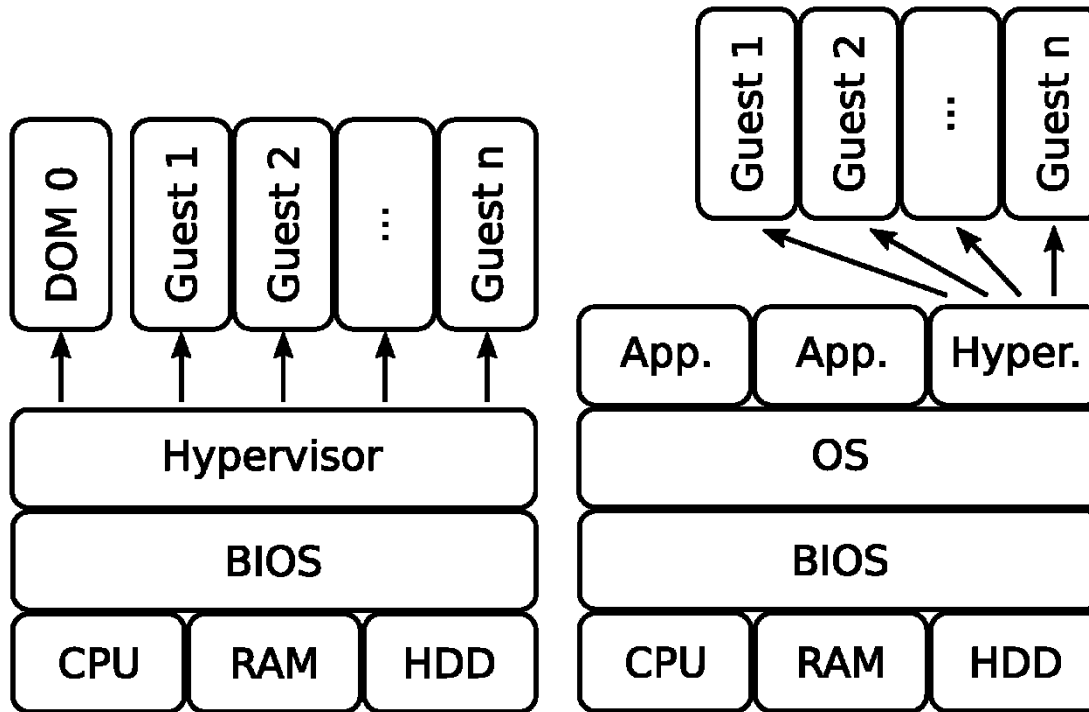 DOM 0
Guest 1
Guest 2
...
Guest n
Hypervisor
BIOS
CPU RAM HDD
Guest 1
Guest 2
...
Guest n
App. App. Hyper.
OS
BIOS
CPU RAM HDD